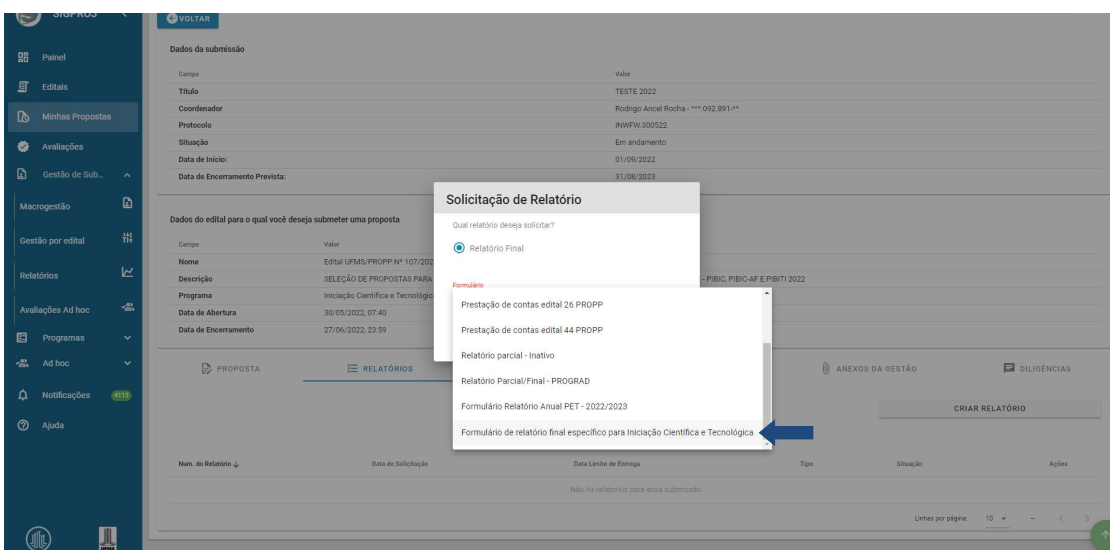 SIGPROJ
VOLTAR
Painel
Editais
Minhas Propostas
Avaliações
Gestão de Sub...
Macrogestão
Gestão por edital
Relatórios
Avaliações Ad hoc
Programas
Ad hoc
Notificações 4113
Ajuda
Dados da submissão
Campo Valor
Título TESTE 2022
Coordenador Rodrigo Ancel Rocha - ***.092.891-**
Protocolo INWFW.300522
Situação Em andamento
Data de Início: 01/09/2022
Data de Encerramento Prevista: 31/08/2023
Dados do edital para o qual você deseja submeter uma proposta
Campo Valor
Nome Edital UFMS/PROPP Nº 107/202
Descrição SELEÇÃO DE PROPOSTAS PARA - PIBIC, PIBIC-AF E PIBITI 2022
Programa Iniciação Científica e Tecnológic
Data de Abertura 30/05/2022, 07:40
Data de Encerramento 27/06/2022, 23:59
Solicitação de Relatório
Qual relatório deseja solicitar?
Relatório Final
Formulário
Prestação de contas edital 26 PROPP
Prestação de contas edital 44 PROPP
Relatório parcial - Inativo
Relatório Parcial/Final - PROGRAD
Formulário Relatório Anual PET - 2022/2023
Formulário de relatório final específico para Iniciação Científica e Tecnológica
PROPOSTA RELATÓRIOS ANEXOS DA GESTÃO DILIGÊNCIAS
CRIAR RELATÓRIO
Num. do Relatório Data de Solicitação Data Limite de Entrega Tipo Situação Ações
Não há relatórios para essa submissão
Linhas por página: 10 –